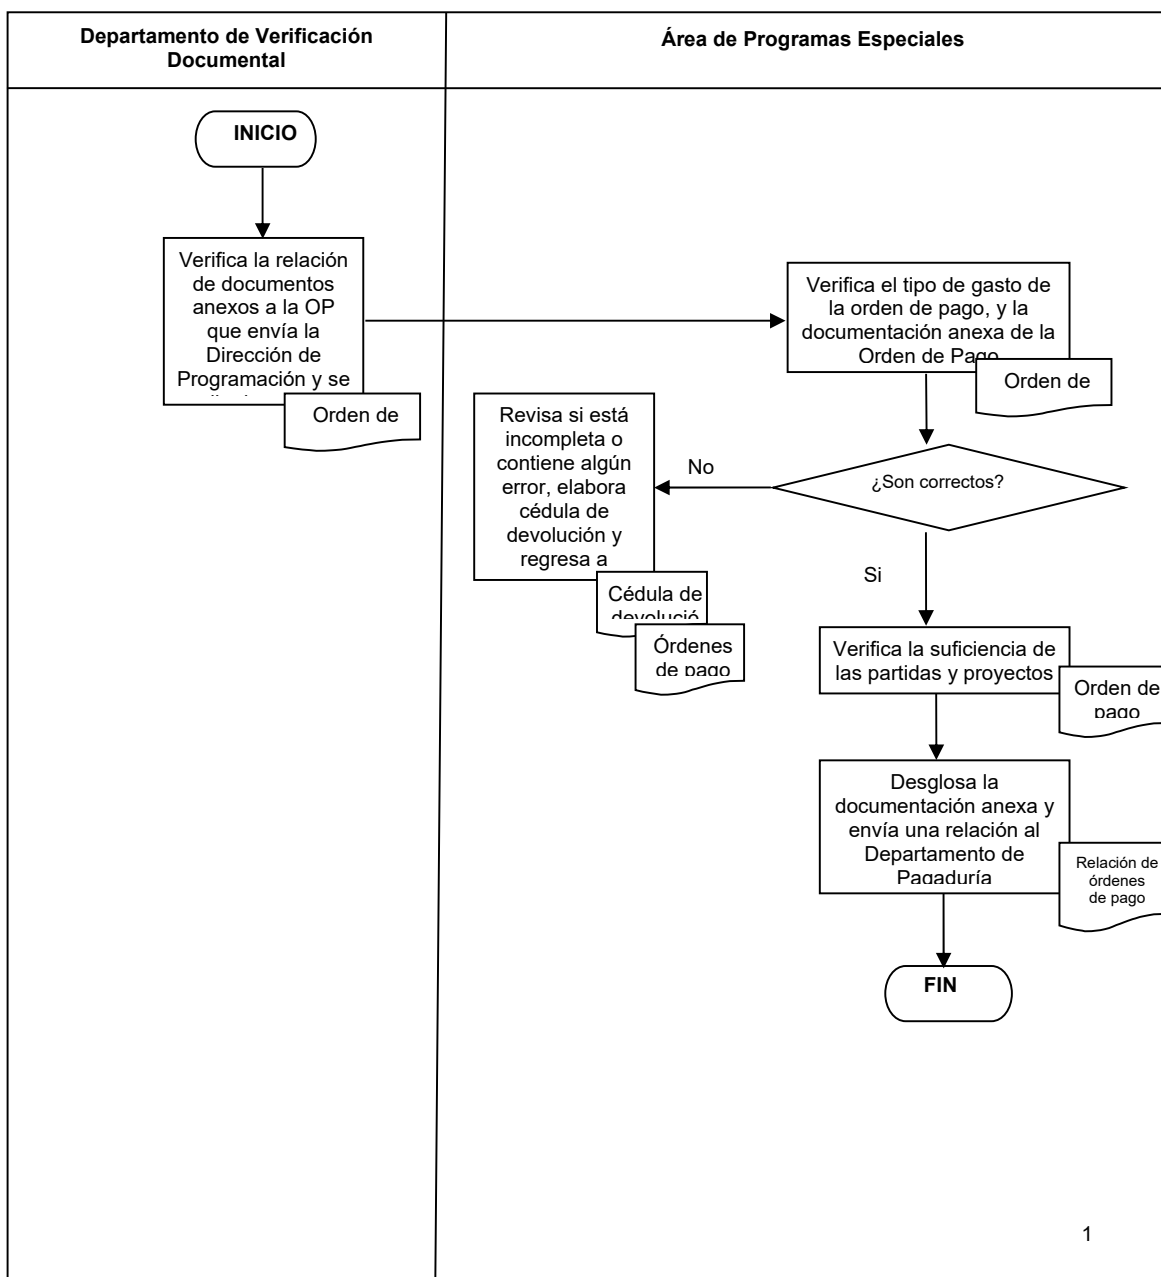 Departamento de Verificación
Documental
Área de Programas Especiales
INICIO
Verifica la relación
de documentos
anexos a la OP
que envía la
Dirección de
Programación y se
Orden de
Verifica el tipo de gasto de
la orden de pago, y la
documentación anexa de la
Orden de Pago
Orden de
¿Son correctos?
No
Revisa si está
incompleta o
contiene algún
error, elabora
cédula de
devolución y
regresa a
Cédula de
devolució
Órdenes
de pago
Si
Verifica la suficiencia de
las partidas y proyectos
Orden de
pago
Desglosa la
documentación anexa y
envía una relación al
Departamento de
Pagaduría
Relación de
órdenes
de pago
FIN
1